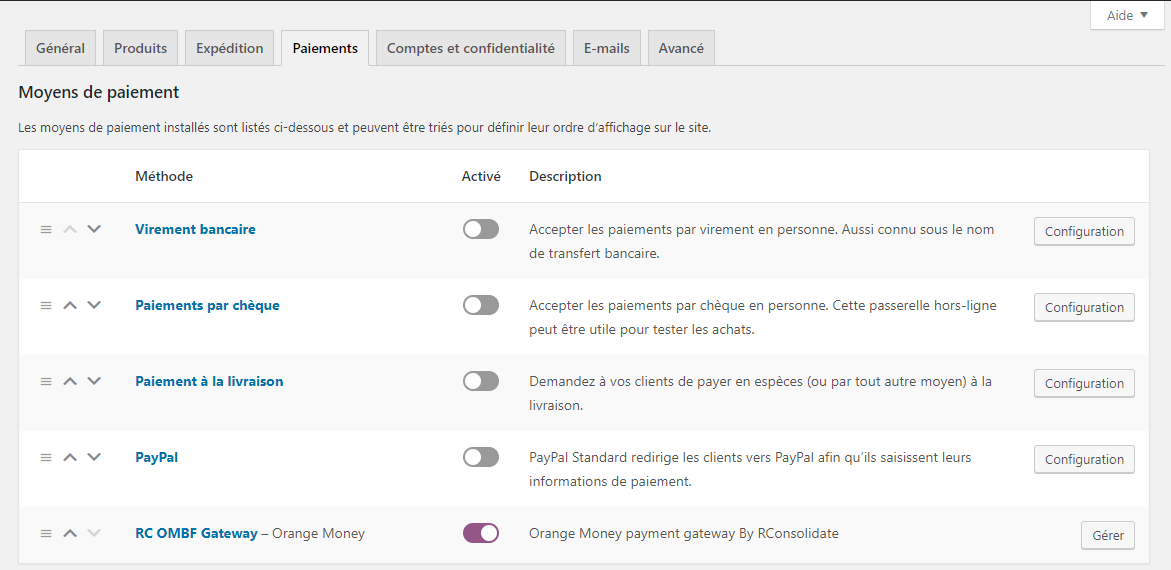 Aide
Général Produits Expédition Paiements Comptes et confidentialité E-mails Avancé
Moyens de paiement
Les moyens de paiement installés sont listés ci-dessous et peuvent être triés pour définir leur ordre d’affichage sur le site.
Méthode Activé Description
Virement bancaire Accepter les paiements par virement en personne. Aussi connu sous le nom Configuration
de transfert bancaire.
Paiements par chèque Accepter les paiements par chèque en personne. Cette passerelle hors-ligne Configuration
peut être utile pour tester les achats.
Paiement à la livraison Demandez à vos clients de payer en espèces (ou par tout autre moyen) à la Configuration
livraison.
PayPal PayPal Standard redirige les clients vers PayPal afin qu’ils saisissent leurs Configuration
informations de paiement.
RC OMBF Gateway – Orange Money Orange Money payment gateway By RConsolidate Gérer